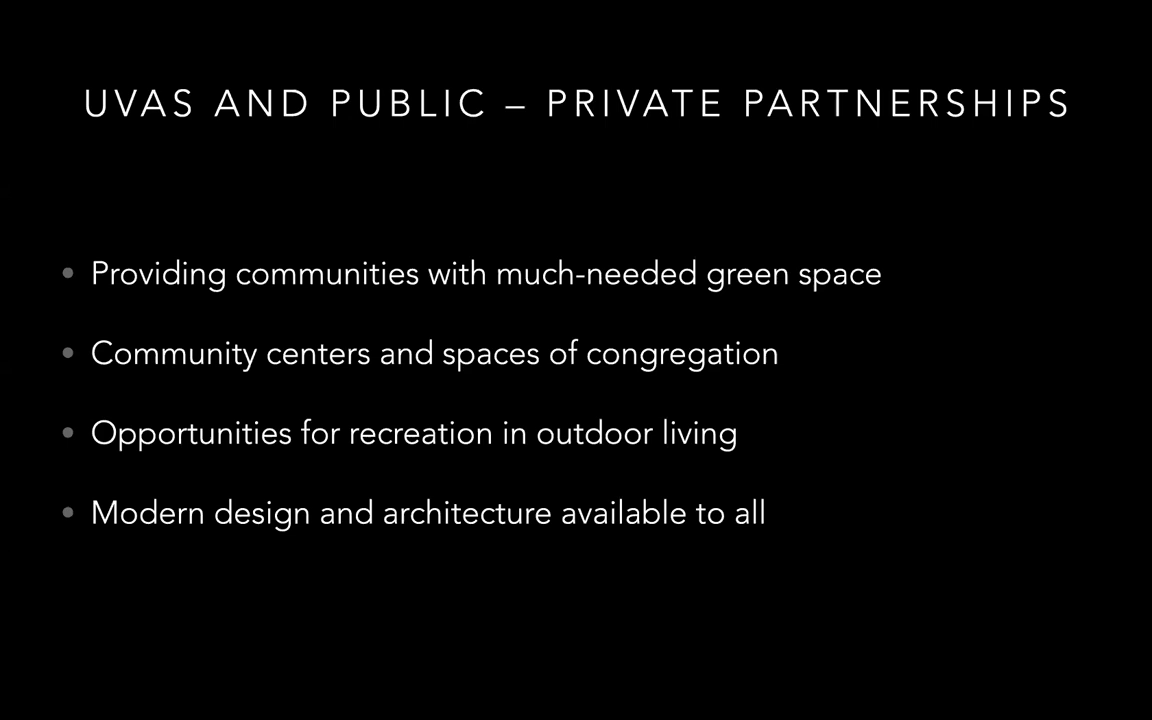 UVAS AND PUBLIC – PRIVATE PARTNERSHIPS
• Providing communities with much-needed green space
• Community centers and spaces of congregation
• Opportunities for recreation in outdoor living
• Modern design and architecture available to all